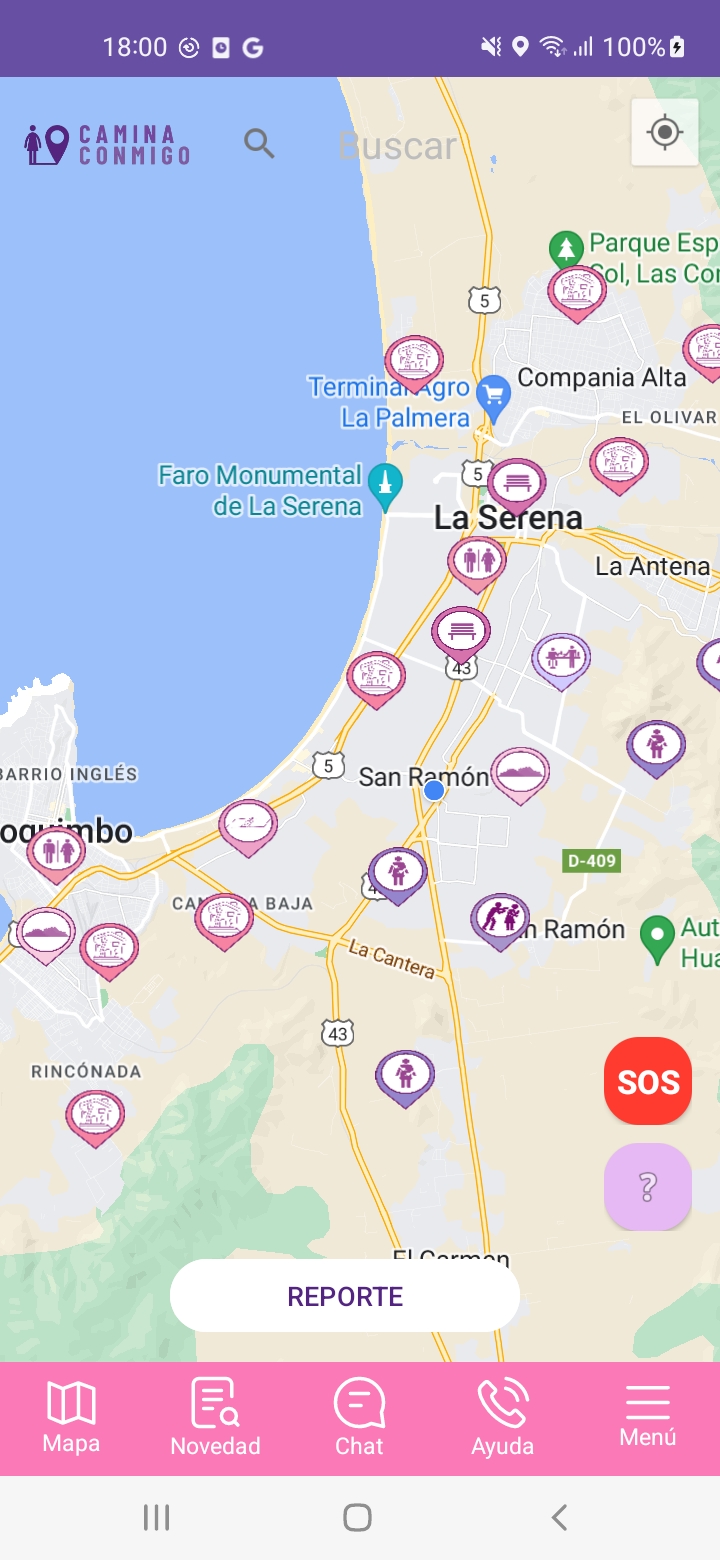 18:00
100%
CAMINA
CONMIGO
Buscar
Parque Esp
Sol, Las Co
5
Compania Alta
Terminal Agro
La Palmera
EL OLIVAR
5
Faro Monumental
de La Serena
La Serena
La Antena
43
5
San Ramón
BARRIO INGLÉS
oquimbo
D-409
CA A BAJA
n Ramón
Aut
Hua
La Cantera
43
RINCÓNADA
SOS
?
El Carmen
REPORTE
Mapa
Novedad
Chat
Ayuda
Menú